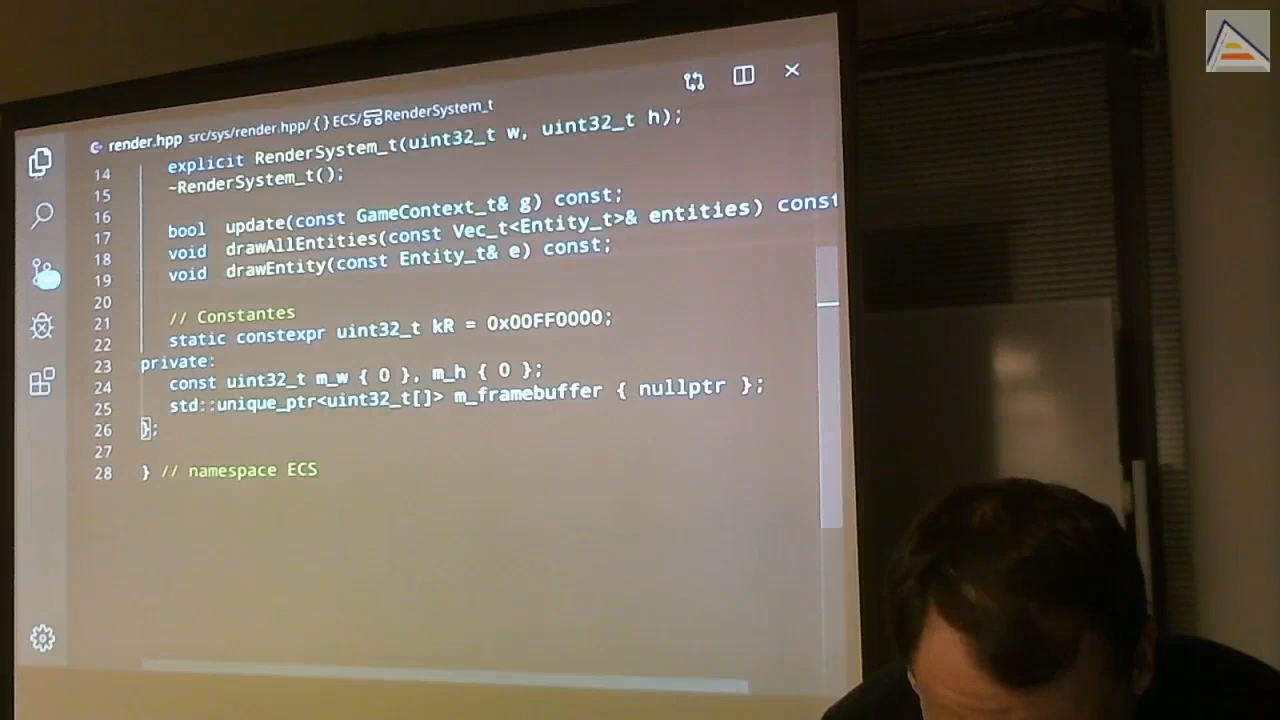 render.hpp src/sys/render.hpp/{}ECS/RenderSystem_t
14 explicit RenderSystem_t(uint32_t w, uint32_t h);
15 ~RenderSystem_t();
16
17 bool update(const GameContext_t& g) const;
18 void drawAllEntities(const Vec_t<Entity_t>& entities) const
19 void drawEntity(const Entity_t& e) const;
20
21 // Constantes
22 static constexpr uint32_t kR = 0x00FF0000;
23 private:
24 const uint32_t m_w { 0 }, m_h { 0 };
25 std::unique_ptr<uint32_t[]> m_framebuffer { nullptr };
26 };
27
28 } // namespace ECS